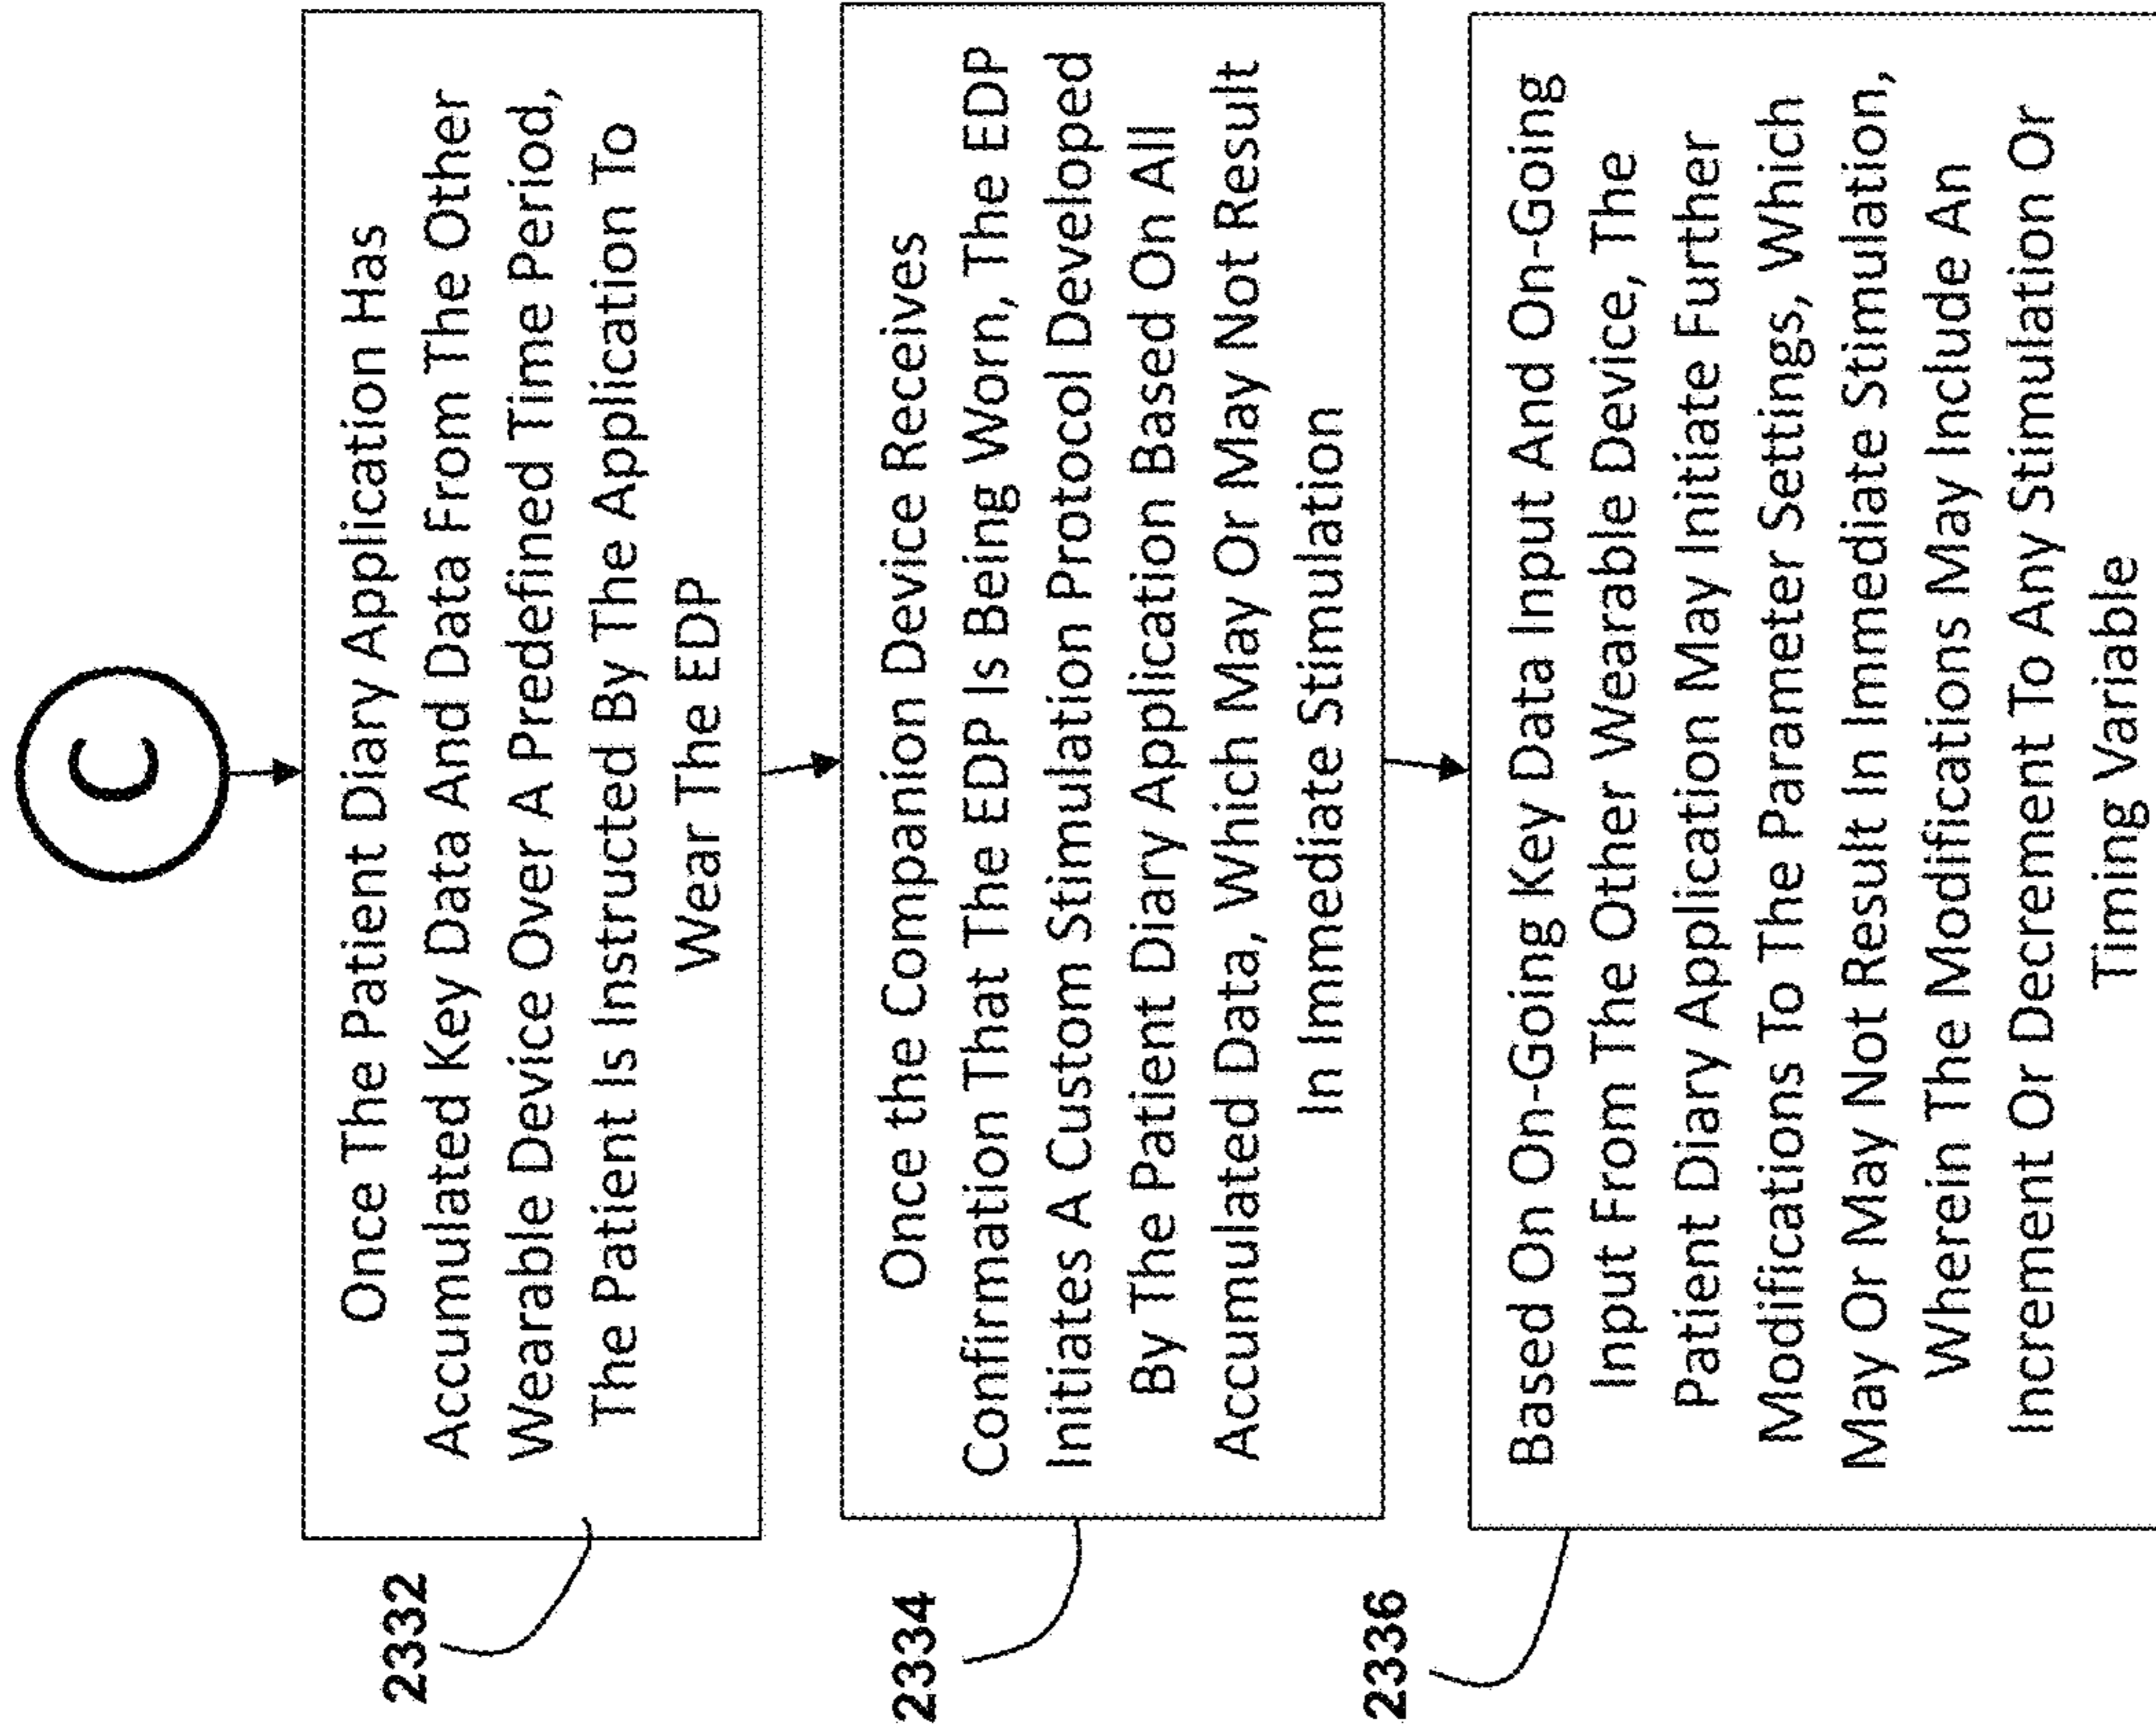 C
2332
Once The Patient Diary Application Has
Accumulated Key Data And Data From The Other
Wearable Device Over A Predefined Time Period,
The Patient Is Instructed By The Application To
Wear The EDP
2334
Once the Companion Device Receives
Confirmation That The EDP Is Being Worn, The EDP
Initiates A Custom Stimulation Protocol Developed
By The Patient Diary Application Based On All
Accumulated Data, Which May Or May Not Result
In Immediate Stimulation
2336
Based On On-Going Key Data Input And On-Going
Input From The Other Wearable Device, The
Patient Diary Application May Initiate Further
Modifications To The Parameter Settings, Which
May Or May Not Result In Immediate Stimulation,
Wherein The Modifications May Include An
Increment Or Decrement To Any Stimulation Or
Timing Variable